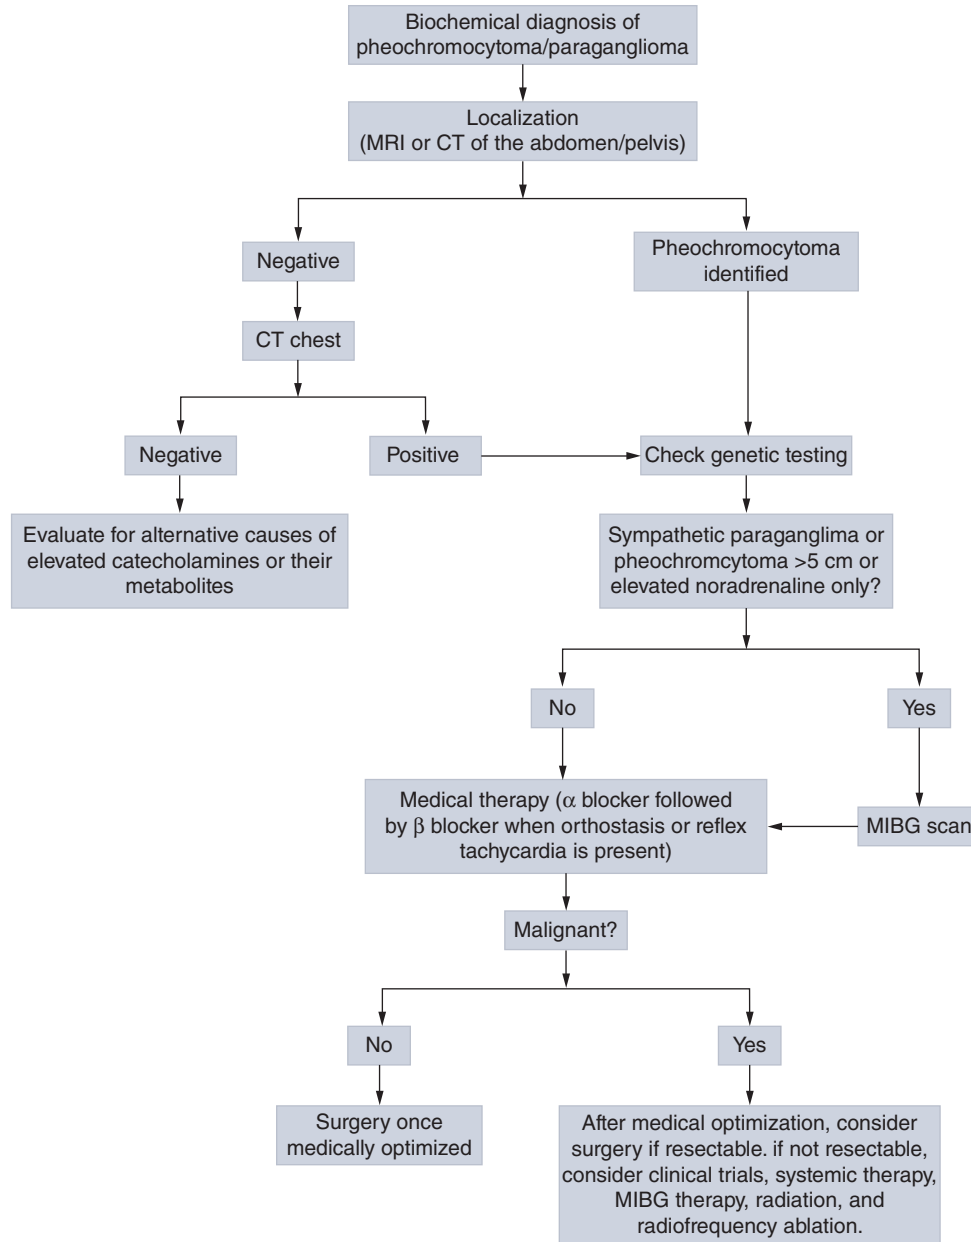 Biochemical diagnosis of
pheochromocytoma/paraganglioma
Localization
(MRI or CT of the abdomen/pelvis)
Negative
Pheochromocytoma
identified
CT chest
Negative
Positive
Check genetic testing
Evaluate for alternative causes of
elevated catecholamines or their
metabolites
Sympathetic paraganglima or
pheochromcytoma >5 cm or
elevated noradrenaline only?
No
Yes
Medical therapy (α blocker followed
by β blocker when orthostasis or reflex
tachycardia is present)
MIBG scan
Malignant?
No
Yes
Surgery once
medically optimized
After medical optimization, consider
surgery if resectable. if not resectable,
consider clinical trials, systemic therapy,
MIBG therapy, radiation, and
radiofrequency ablation.